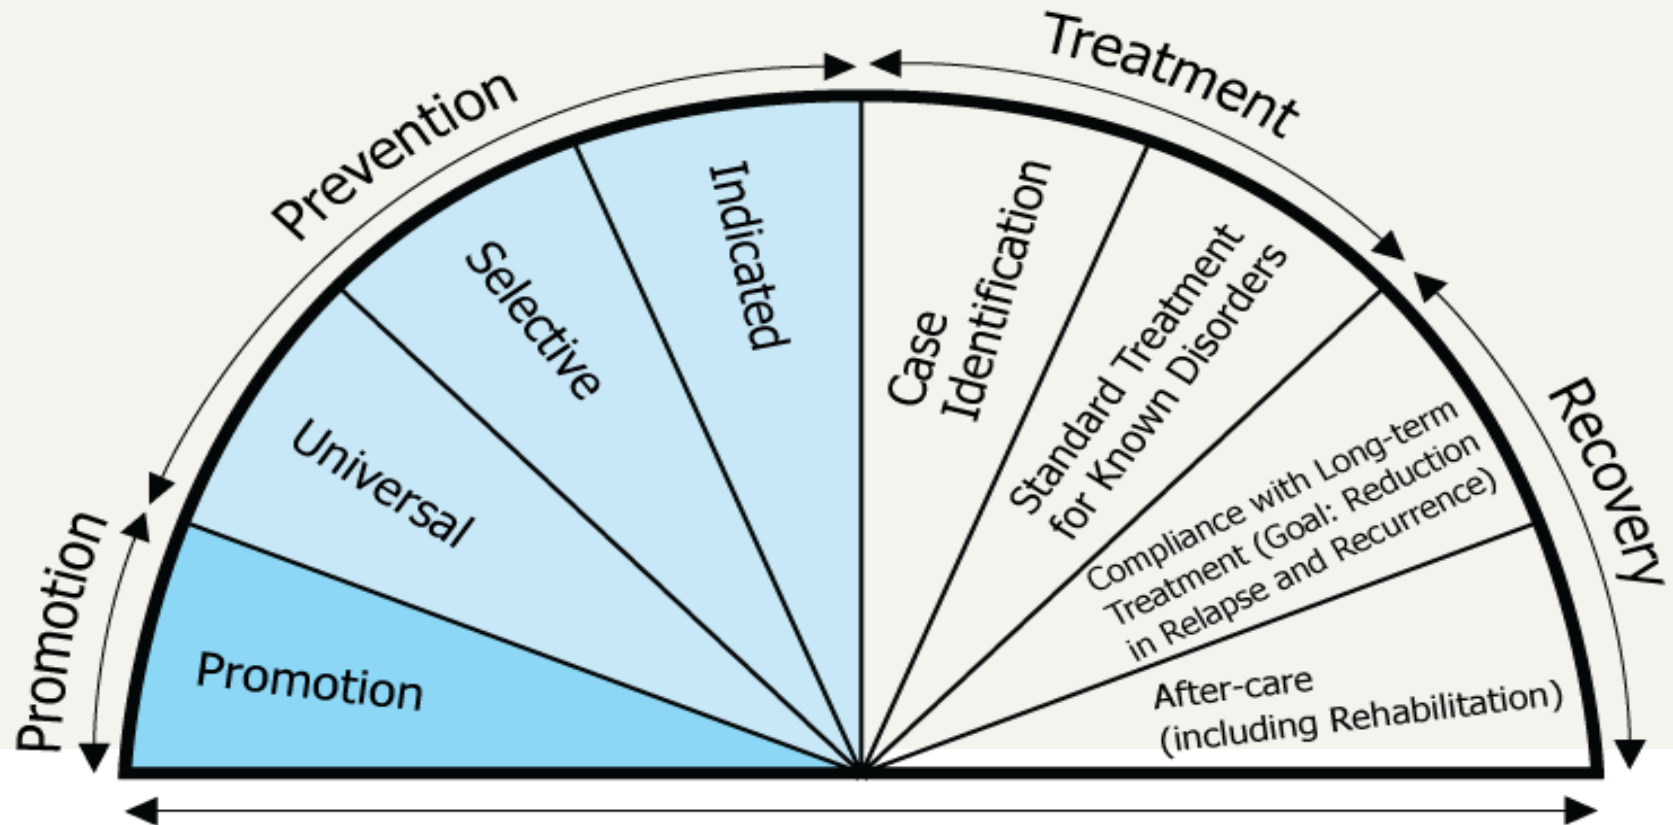 Promotion
Prevention
Treatment
Recovery
Promotion
Universal
Selective
Indicated
Case
Identification
Standard Treatment
for Known Disorders
Compliance with Long-term
Treatment (Goal: Reduction
in Relapse and Recurrence)
After-care
(including Rehabilitation)